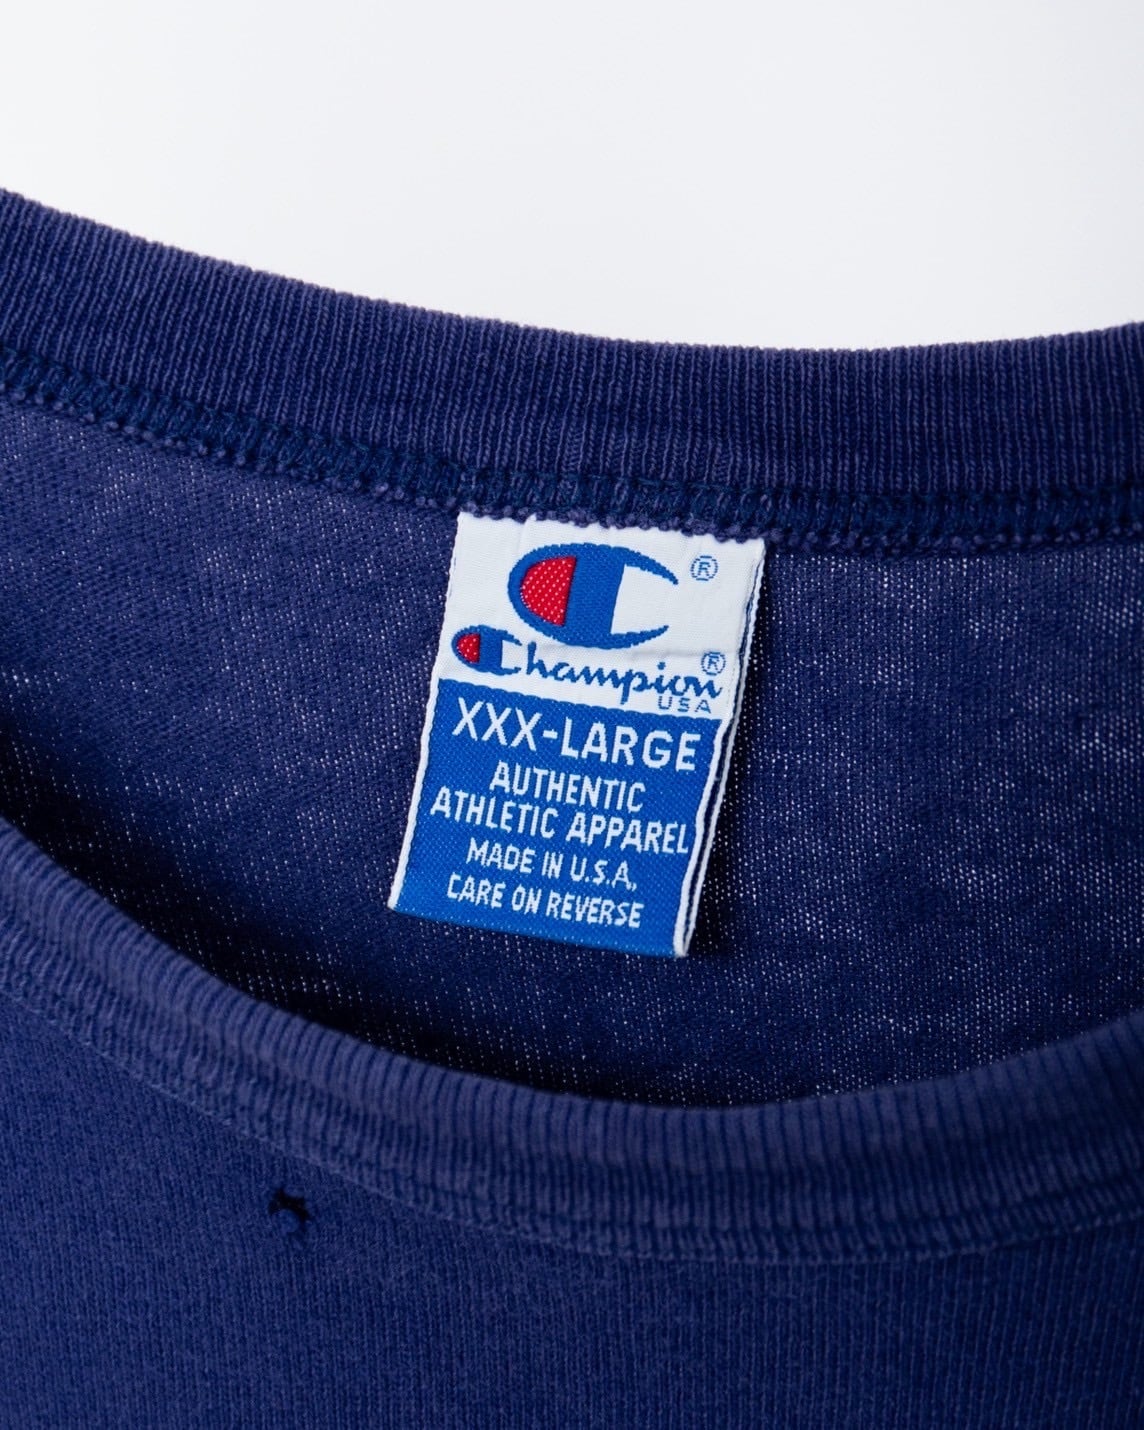 ®
Champion®
USA
XXX-LARGE
AUTHENTIC
ATHLETIC APPAREL
MADE IN U.S.A.
CARE ON REVERSE